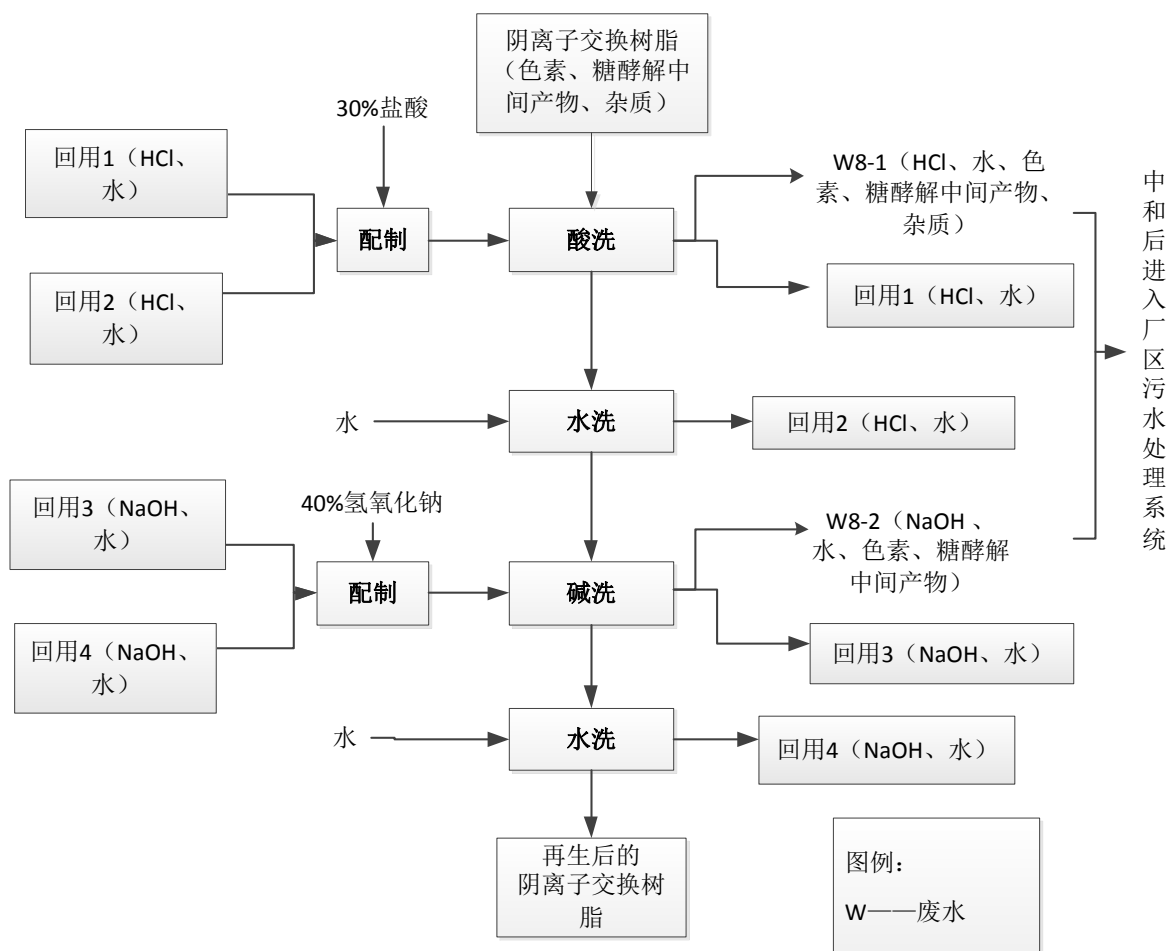 阴离子交换树脂
（色素、糖酵解中
间产物、杂质）
30%盐酸
回用1（HCl、
水）
回用2（HCl、
水）
配制
酸洗
W8-1（HCl、水、色
素、糖酵解中间产物、
杂质）
回用1（HCl、水）
中和后进入厂区污水处理系统
水
水洗
回用2（HCl、水）
回用3（NaOH、
水）
40%氢氧化钠
回用4（NaOH、
水）
配制
碱洗
W8-2（NaOH 、
水、色素、糖酵解
中间产物）
回用3（NaOH、水）
水
水洗
回用4（NaOH、水）
再生后的
阴离子交换树
脂
图例：
W——废水